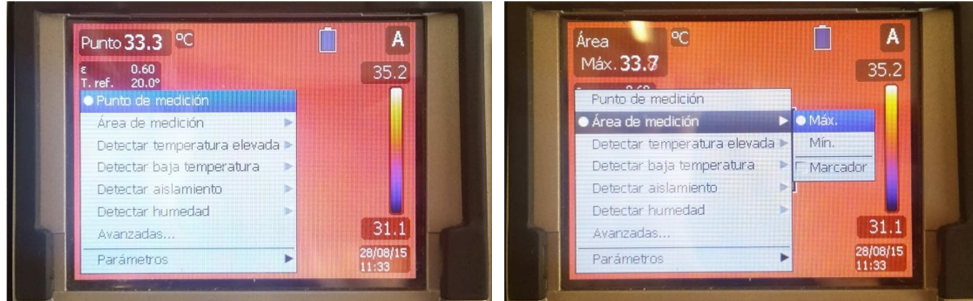 Punto 33.3 °C
A
ε 0.60
T. ref. 20.0°
35.2
Punto de medición
Área de medición
Detectar temperatura elevada
Detectar baja temperatura
Detectar aislamiento
Detectar humedad
Avanzadas...
Parámetros
31.1
28/08/15
11:33
Área °C
A
Máx. 33.7
35.2
Punto de medición
Área de medición
Máx.
Detectar temperatura elevada
Mín.
Detectar baja temperatura
Marcador
Detectar aislamiento
Detectar humedad
Avanzadas...
Parámetros
31.1
28/08/15
11:33